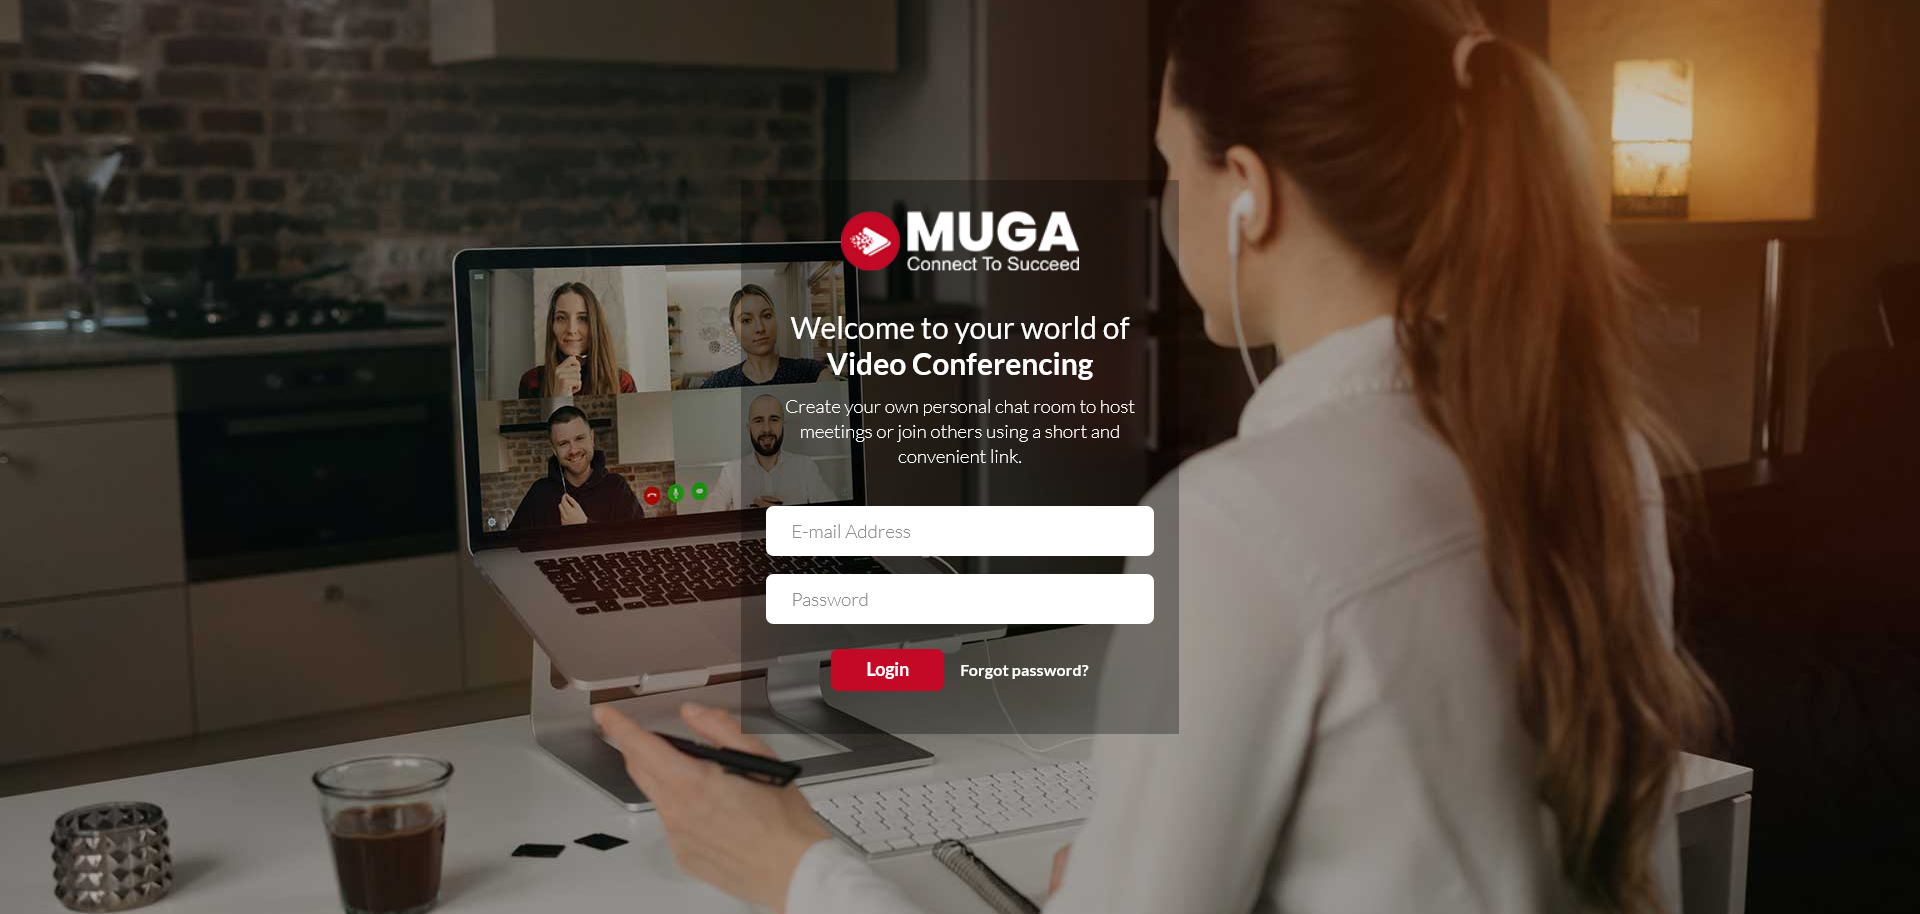 MUGA
Connect To Succeed
Welcome to your world of
Video Conferencing
Create your own personal chat room to host
meetings or join others using a short and
convenient link.
E-mail Address
Password
Login
Forgot password?